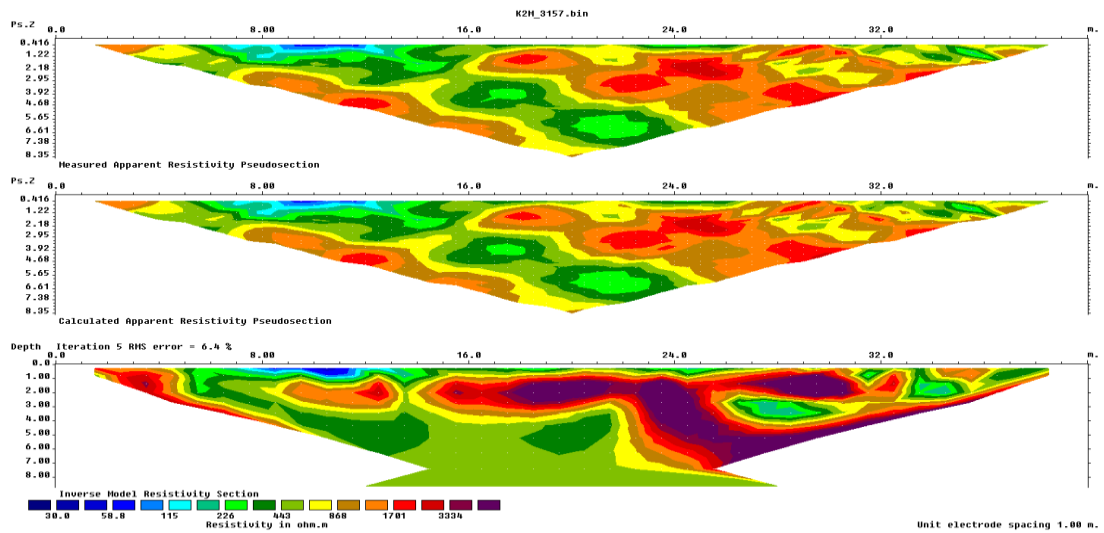 K2M_3157.bin
Ps.Z 0.0 8.00 16.0 24.0 32.0 m.
0.416
1.22
2.18
2.95
3.92
4.68
5.65
6.61
7.38
8.35
Measured Apparent Resistivity Pseudosection
Ps.Z 0.0 8.00 16.0 24.0 32.0 m.
0.416
1.22
2.18
2.95
3.92
4.68
5.65
6.61
7.38
8.35
Calculated Apparent Resistivity Pseudosection
Depth Iteration 5 RMS error = 6.4 %
0.0 8.00 16.0 24.0 32.0 m.
0.0
1.00
2.00
3.00
4.00
5.00
6.00
7.00
8.00
Inverse Model Resistivity Section
30.0 58.8 115 226 443 868 1701 3334
Resistivity in ohm.m
Unit electrode spacing 1.00 m.